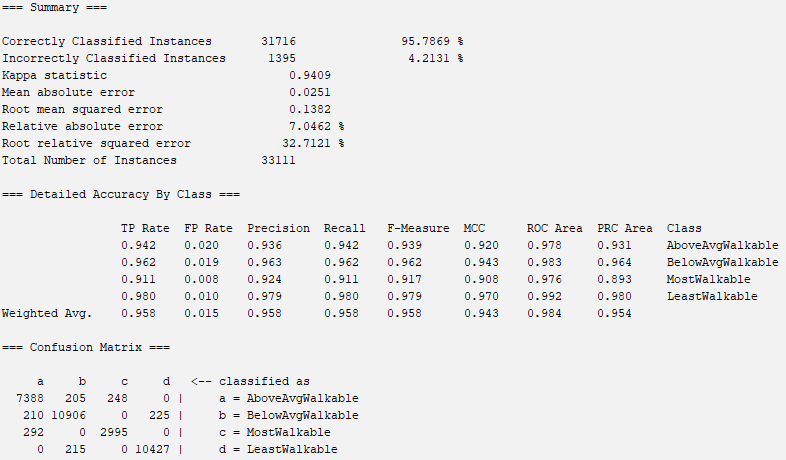 === Summary ===
Correctly Classified Instances 31716 95.7869 %
Incorrectly Classified Instances 1395 4.2131 %
Kappa statistic 0.9409
Mean absolute error 0.0251
Root mean squared error 0.1382
Relative absolute error 7.0462 %
Root relative squared error 32.7121 %
Total Number of Instances 33111
=== Detailed Accuracy By Class ===
TP Rate FP Rate Precision Recall F-Measure MCC ROC Area PRC Area Class
0.942 0.020 0.936 0.942 0.939 0.920 0.978 0.931 AboveAvgWalkable
0.962 0.019 0.963 0.962 0.962 0.943 0.983 0.964 BelowAvgWalkable
0.911 0.008 0.924 0.911 0.917 0.908 0.976 0.893 MostWalkable
0.980 0.010 0.979 0.980 0.979 0.970 0.992 0.980 LeastWalkable
Weighted Avg. 0.958 0.015 0.958 0.958 0.958 0.943 0.984 0.954
=== Confusion Matrix ===
a b c d <-- classified as
7388 205 248 0 | a = AboveAvgWalkable
210 10906 0 225 | b = BelowAvgWalkable
292 0 2995 0 | c = MostWalkable
0 215 0 10427 | d = LeastWalkable